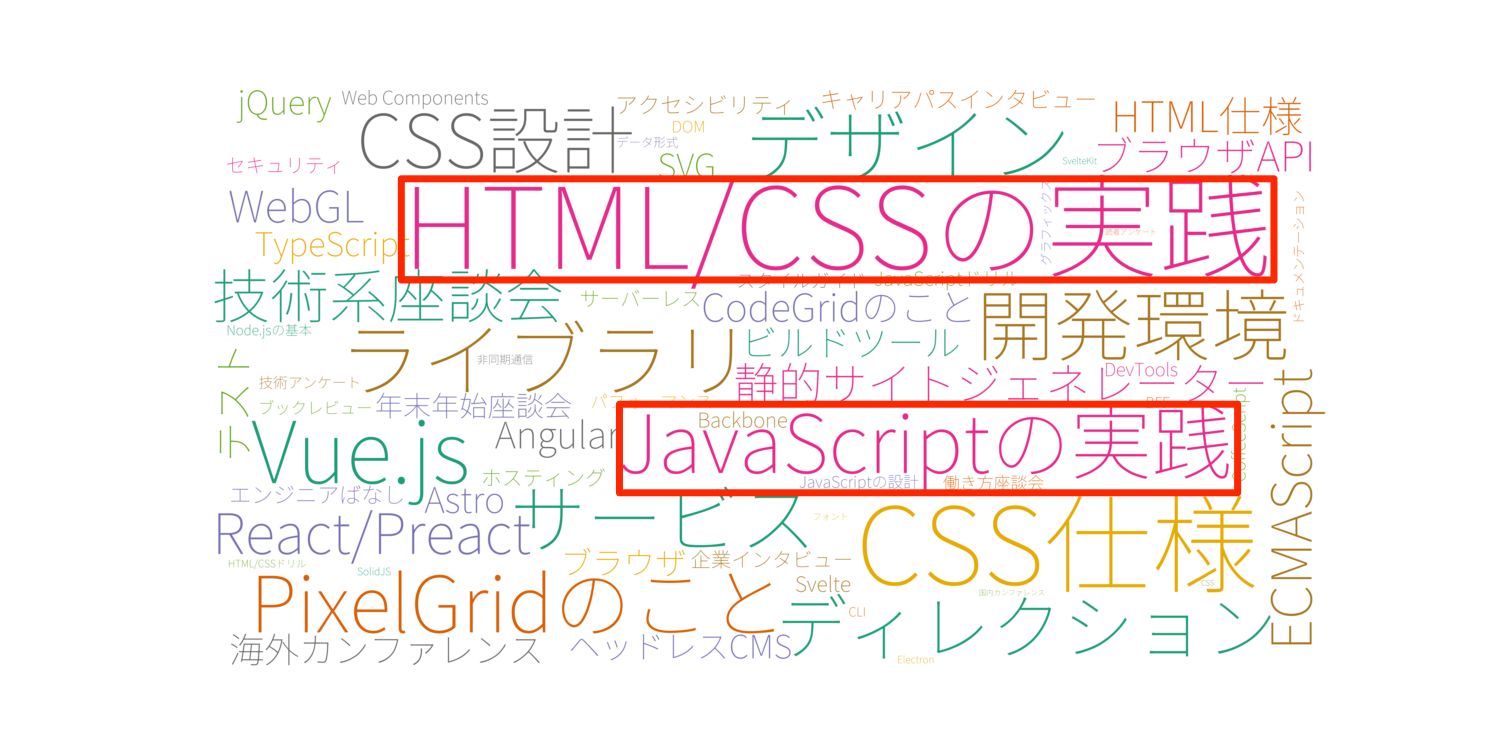 jQuery
Web Components
アクセシビリティ
キャリアパスインタビュー
HTML仕様
CSS設計
DOM
データ形式
デザイン
SVG
SvelteKit
ブラウザAPI
セキュリティ
WebGL
HTML/CSSの実践
グラフィックス
読者アンケート
ドキュメンテーション
TypeScript
技術系座談会
スタイルガイド
JavaScriptドリル
サーバーレス
CodeGridのこと
開発環境
Node.jsの基本
ライブラリ
非同期通信
ビルドツール
テスト
技術アンケート
静的サイトジェネレーター
DevTools
ブックレビュー
年末年始座談会
パフォーマンス
BFF
ECMAScript
Vue.js
Angular
Backbone
JavaScriptの実践
CoffeeScript
ホスティング
JavaScriptの設計
働き方座談会
エンジニアばなし
Astro
サービス
フォント
CSS仕様
React/Preact
ブラウザ
企業インタビュー
HTML/CSSドリル
SolidJS
Svelte
CSS
国内カンファレンス
PixelGridのこと
CLI
ディレクション
海外カンファレンス
ヘッドレスCMS
Electron